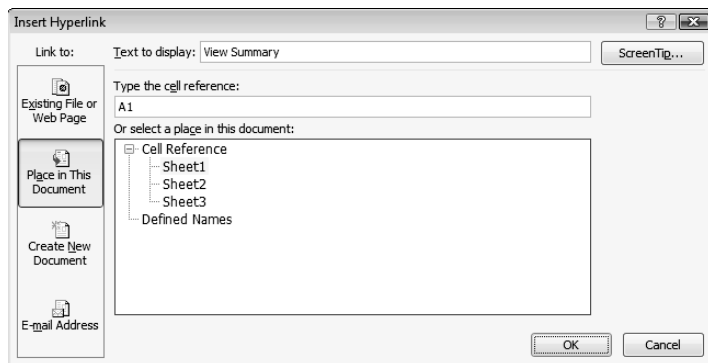 Insert Hyperlink
Link to:
Text to display: View Summary
ScreenTip...
Existing File or
Web Page
Type the cell reference:
A1
Or select a place in this document:
Cell Reference
Sheet1
Sheet2
Sheet3
Defined Names
Place in This
Document
Create New
Document
E-mail Address
OK
Cancel